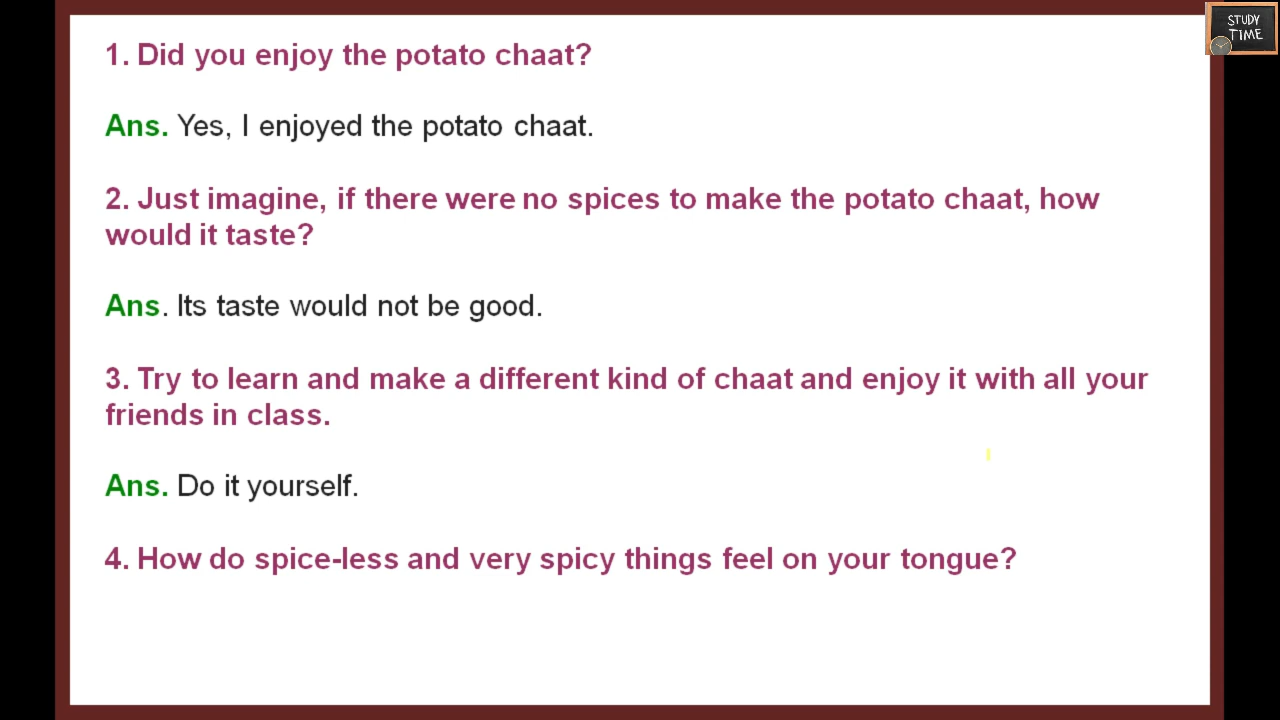 STUDY
TIME
1. Did you enjoy the potato chaat?
Ans. Yes, I enjoyed the potato chaat.
2. Just imagine, if there were no spices to make the potato chaat, how
would it taste?
Ans. Its taste would not be good.
3. Try to learn and make a different kind of chaat and enjoy it with all your
friends in class.
Ans. Do it yourself.
4. How do spice-less and very spicy things feel on your tongue?